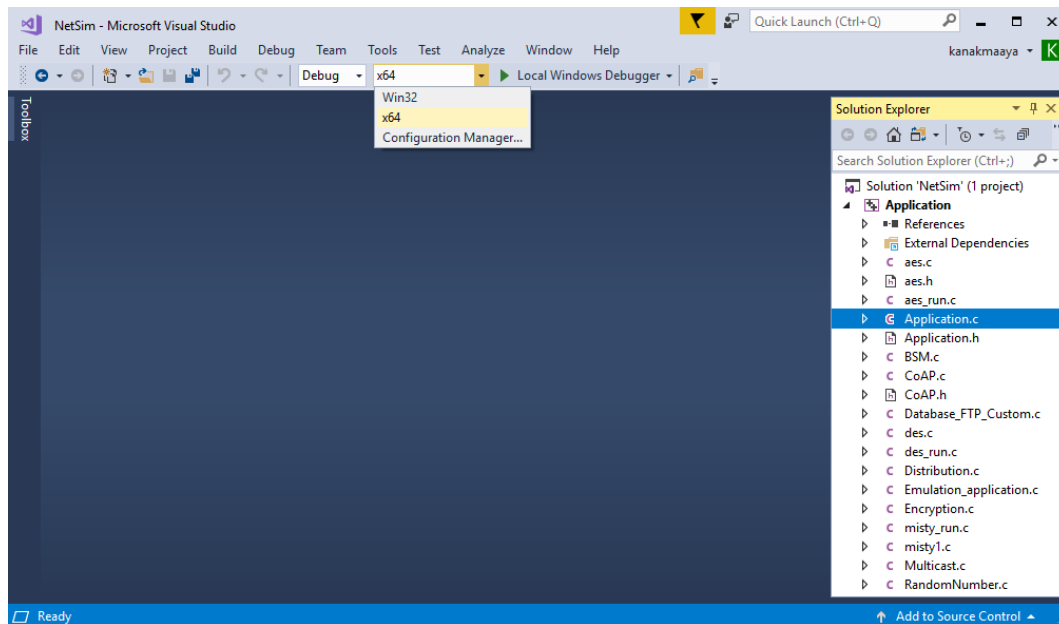 NetSim - Microsoft Visual Studio
Quick Launch (Ctrl+Q)
File Edit View Project Build Debug Team Tools Test Analyze Window Help
kanakmaaya K
Debug x64 Local Windows Debugger
Win32
x64
Configuration Manager...
Toolbox
Solution Explorer
Search Solution Explorer (Ctrl+;)
Solution 'NetSim' (1 project)
Application
References
External Dependencies
C aes.c
h aes.h
C aes_run.c
C Application.c
h Application.h
C BSM.c
C CoAP.c
h CoAP.h
C Database_FTP_Custom.c
C des.c
C des_run.c
C Distribution.c
C Emulation_application.c
C Encryption.c
C misty_run.c
C misty1.c
C Multicast.c
C RandomNumber.c
Ready
Add to Source Control